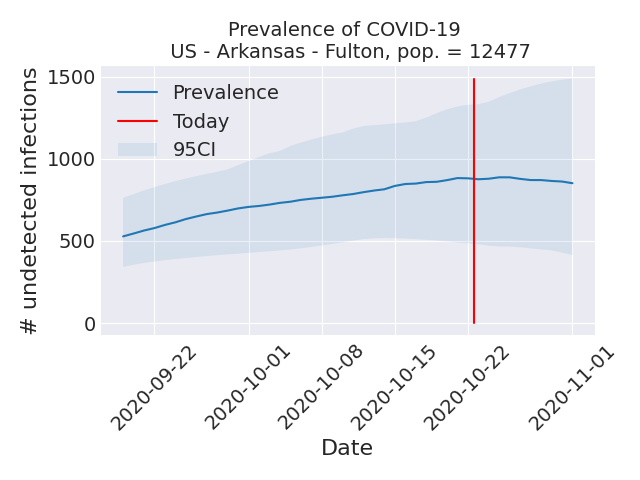 Prevalence of COVID-19
US - Arkansas - Fulton, pop. = 12477
# undetected infections
1500
1000
500
0
Prevalence
Today
95CI
2020-09-22
2020-10-01
2020-10-08
2020-10-15
2020-10-22
2020-11-01
Date